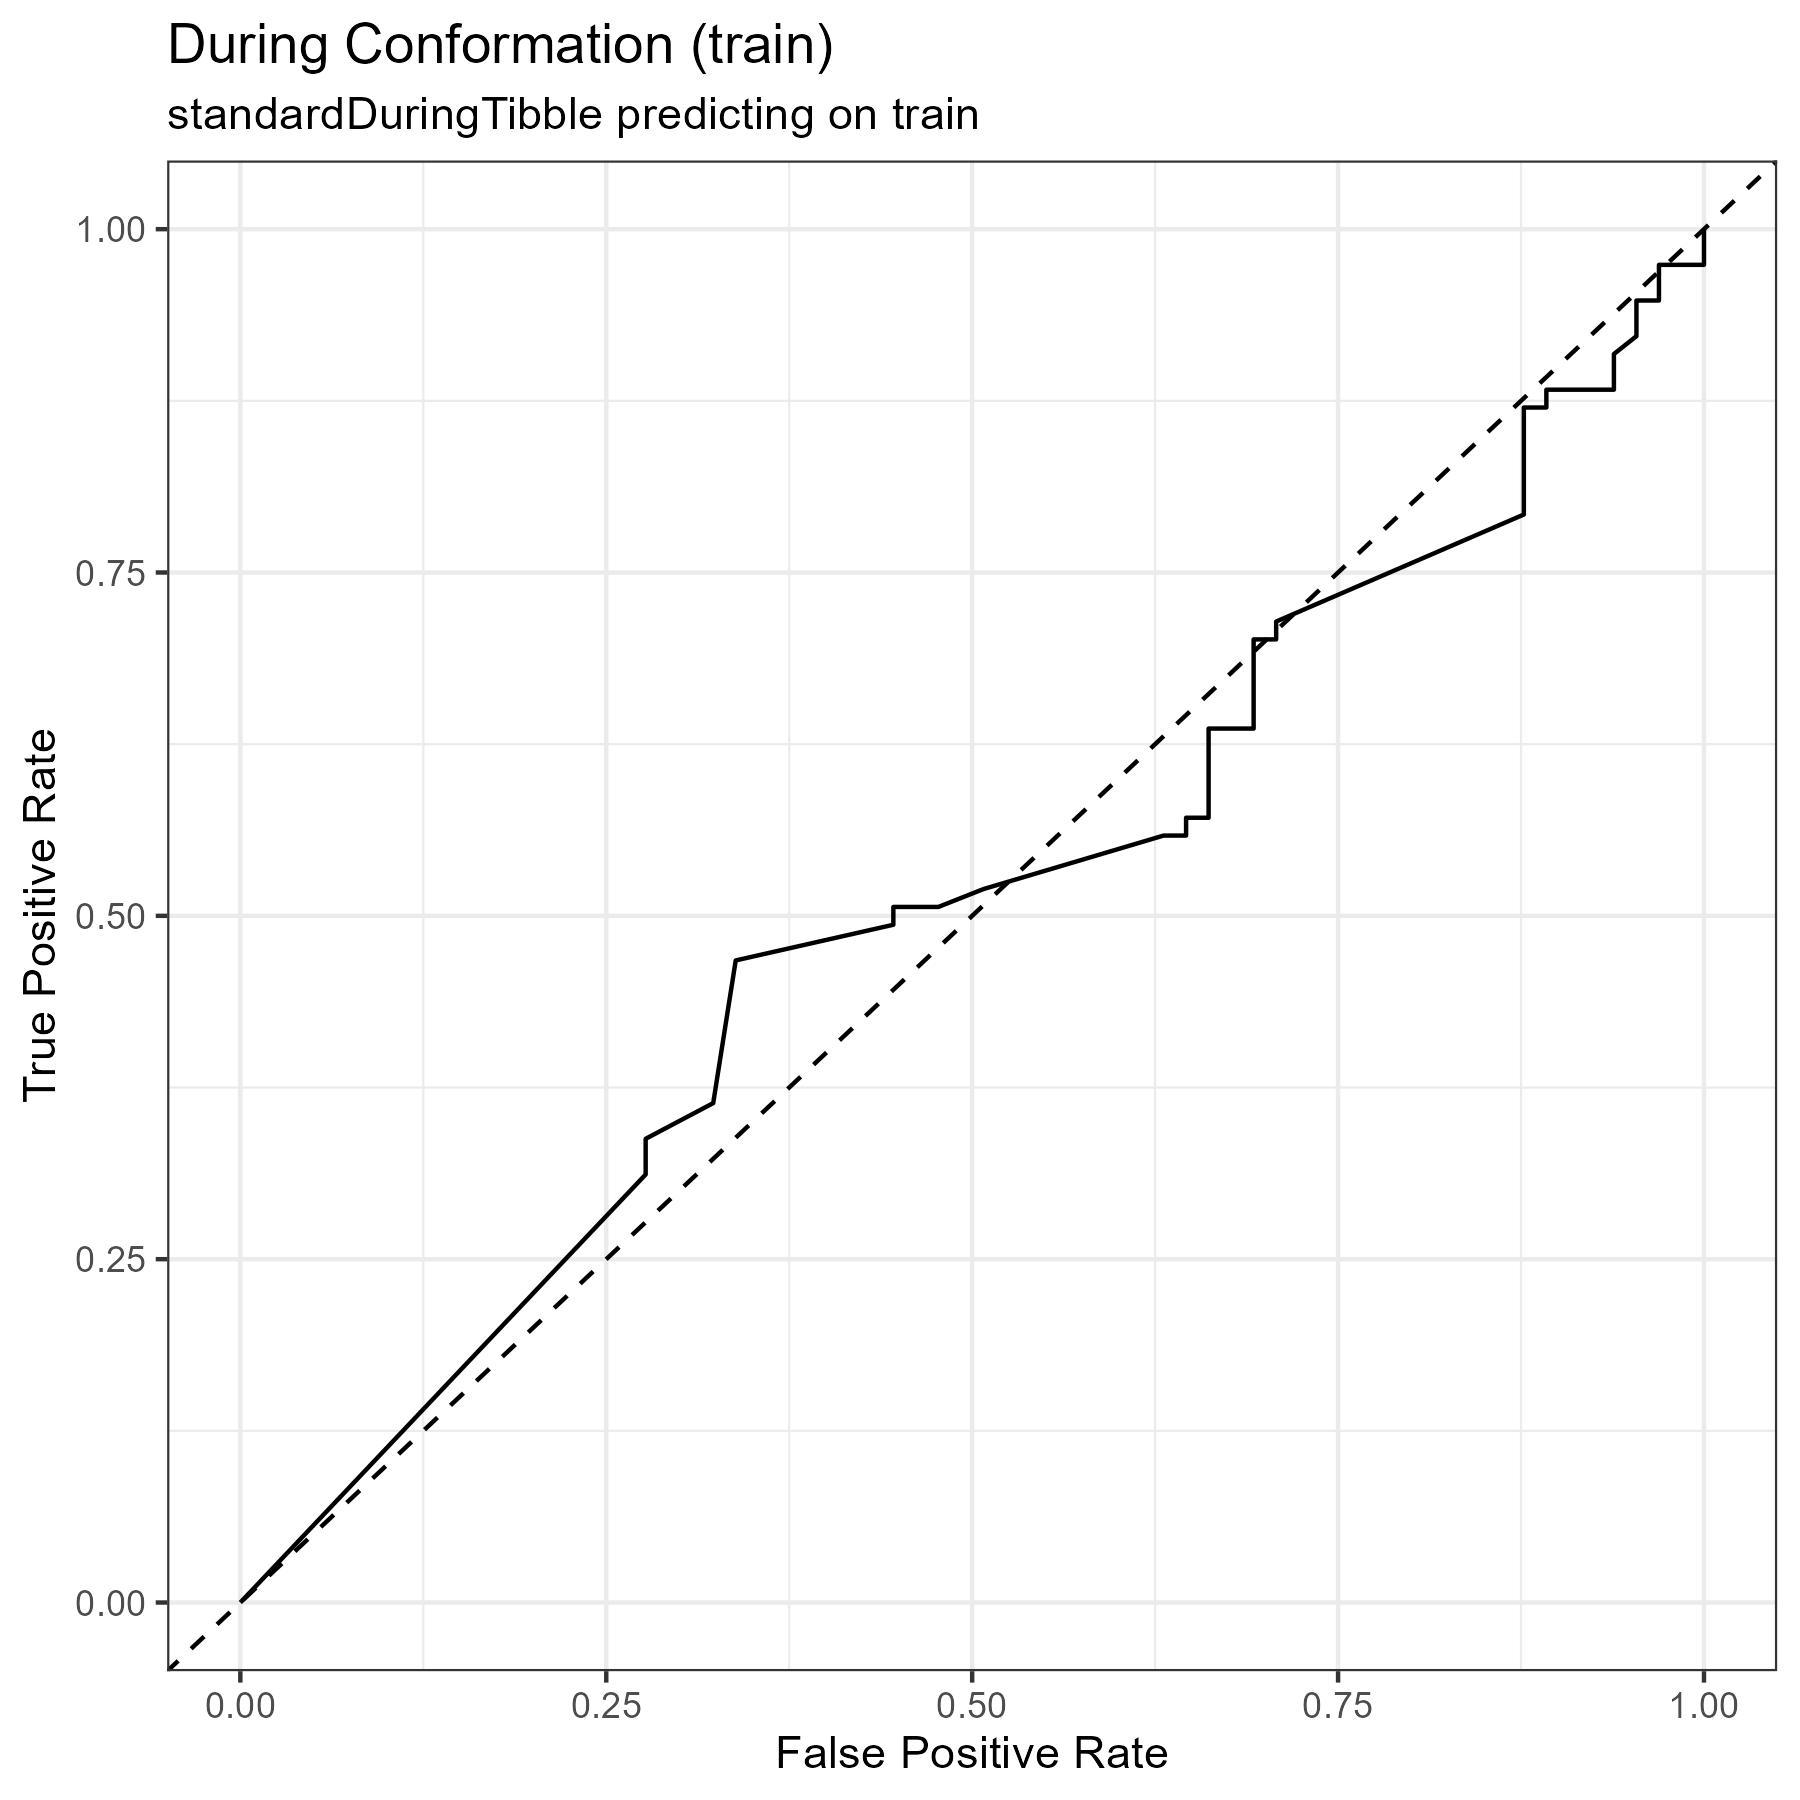 During Conformation (train)
standardDuringTibble predicting on train
True Positive Rate
1.00
0.75
0.50
0.25
0.00
0.00 0.25 0.50 0.75 1.00
False Positive Rate